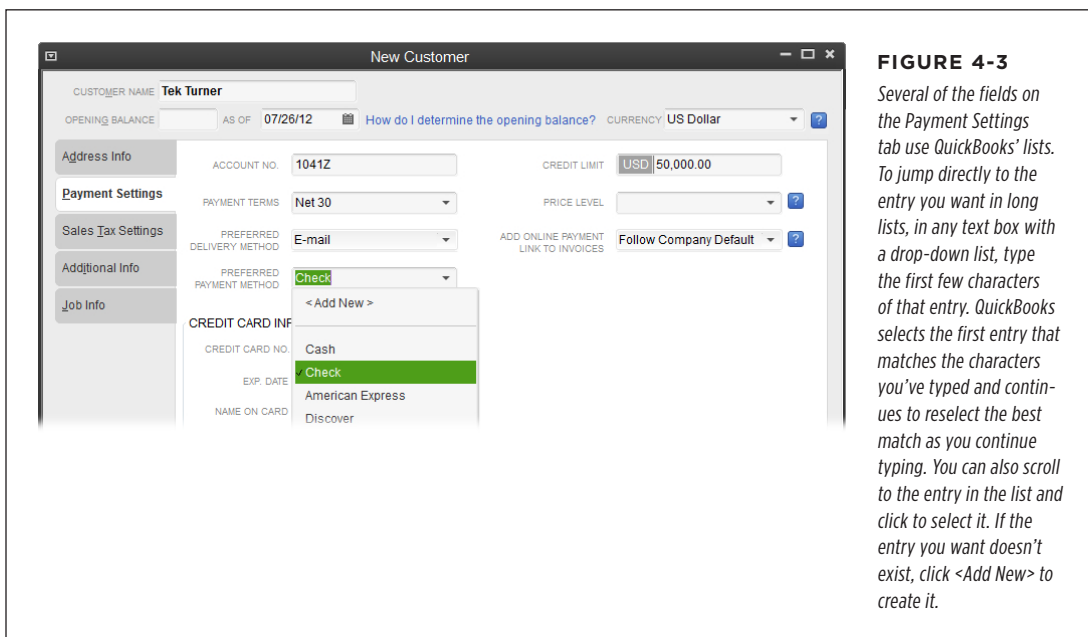 New Customer
CUSTOMER NAME Tek Turner
OPENING BALANCE AS OF 07/26/12 How do I determine the opening balance? CURRENCY US Dollar ?
Address Info
Payment Settings
Sales Tax Settings
Additional Info
Job Info
ACCOUNT NO. 1041Z
CREDIT LIMIT USD 50,000.00
PAYMENT TERMS Net 30
PRICE LEVEL ?
PREFERRED
DELIVERY METHOD E-mail
ADD ONLINE PAYMENT
LINK TO INVOICES Follow Company Default ?
PREFERRED
PAYMENT METHOD Check
< Add New >
CREDIT CARD INF
CREDIT CARD NO.
Cash
EXP. DATE
Check
American Express
NAME ON CARD
Discover
FIGURE 4-3
Several of the fields on
the Payment Settings
tab use QuickBooks' lists.
To jump directly to the
entry you want in long
lists, in any text box with
a drop-down list, type
the first few characters
of that entry. QuickBooks
selects the first entry that
matches the characters
you've typed and contin-
ues to reselect the best
match as you continue
typing. You can also scroll
to the entry in the list and
click to select it. If the
entry you want doesn't
exist, click <Add New> to
create it.